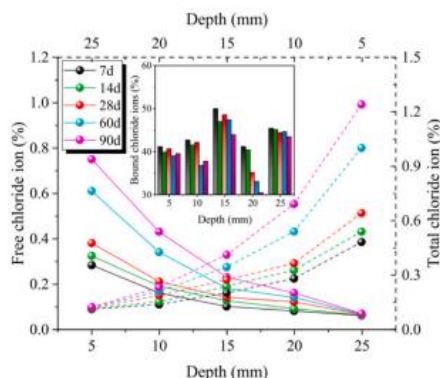 Depth (mm)
25 20 15 10 5
1.2 1.5
1.0 1.2
0.8 0.9
0.6
0.4 0.6
0.2 0.3
0.0 0.0
Free chloride ion (%)
Total chloride ion (%)
7d
14d
28d
60d
90d
Bound chloride ions (%)
60
50
40
30
5 10 15 20 25
Depth (mm)
5 10 15 20 25
Depth (mm)